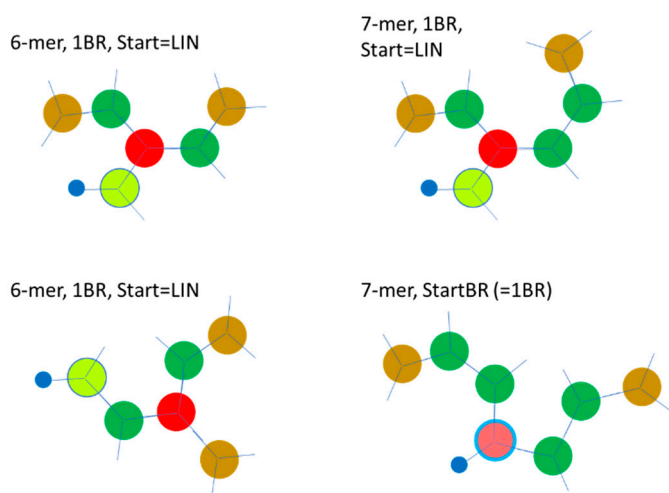 6-mer, 1BR, Start=LIN
7-mer, 1BR,
Start=LIN
6-mer, 1BR, Start=LIN
7-mer, StartBR (=1BR)